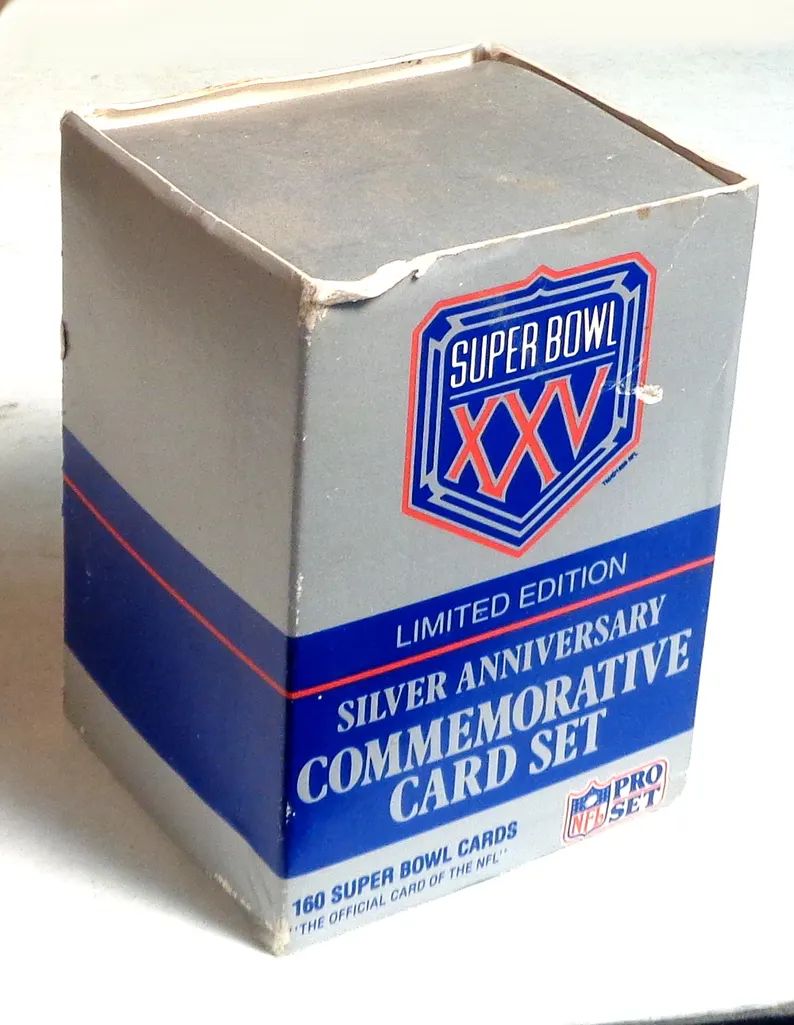 SUPER BOWL
XXV
LIMITED EDITION
SILVER ANNIVERSARY
COMMEMORATIVE
CARD SET
NFL
PRO
SET
160 SUPER BOWL CARDS
"THE OFFICIAL CARD OF THE NFL"